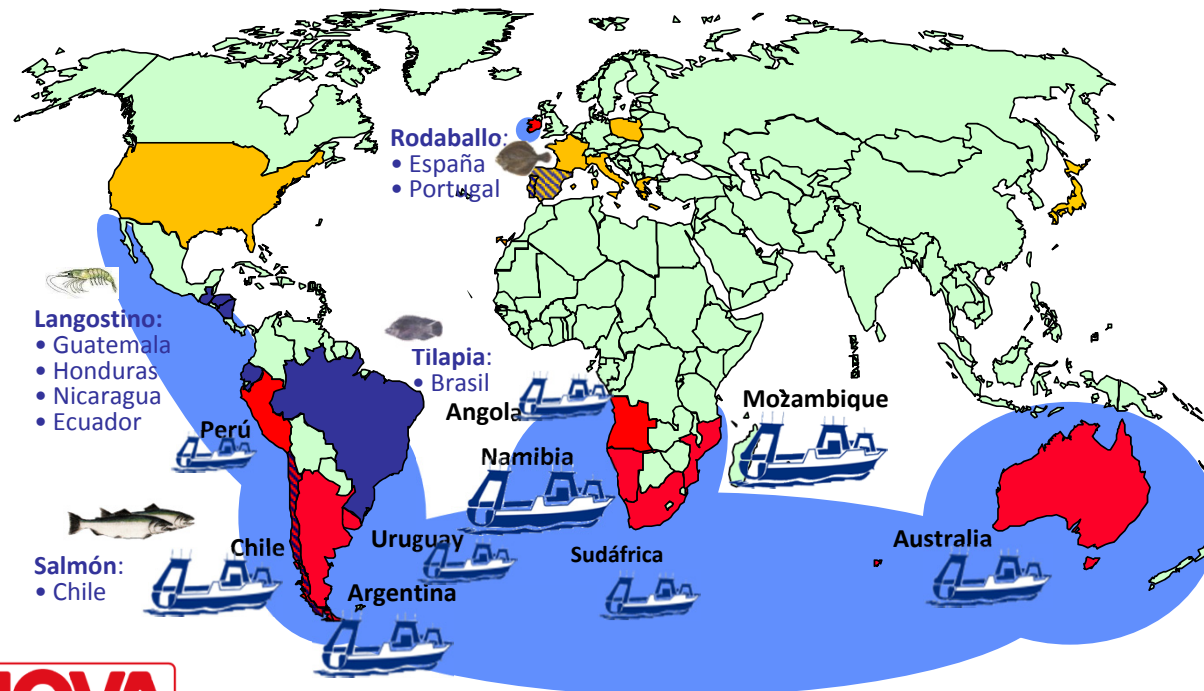 Rodaballo:
• España
• Portugal
Langostino:
• Guatemala
• Honduras
• Nicaragua
• Ecuador
Tilapia:
• Brasil
Angola
Mozambique
Perú
Namibia
Chile
Uruguay
Sudáfrica
Australia
Salmón:
• Chile
Argentina